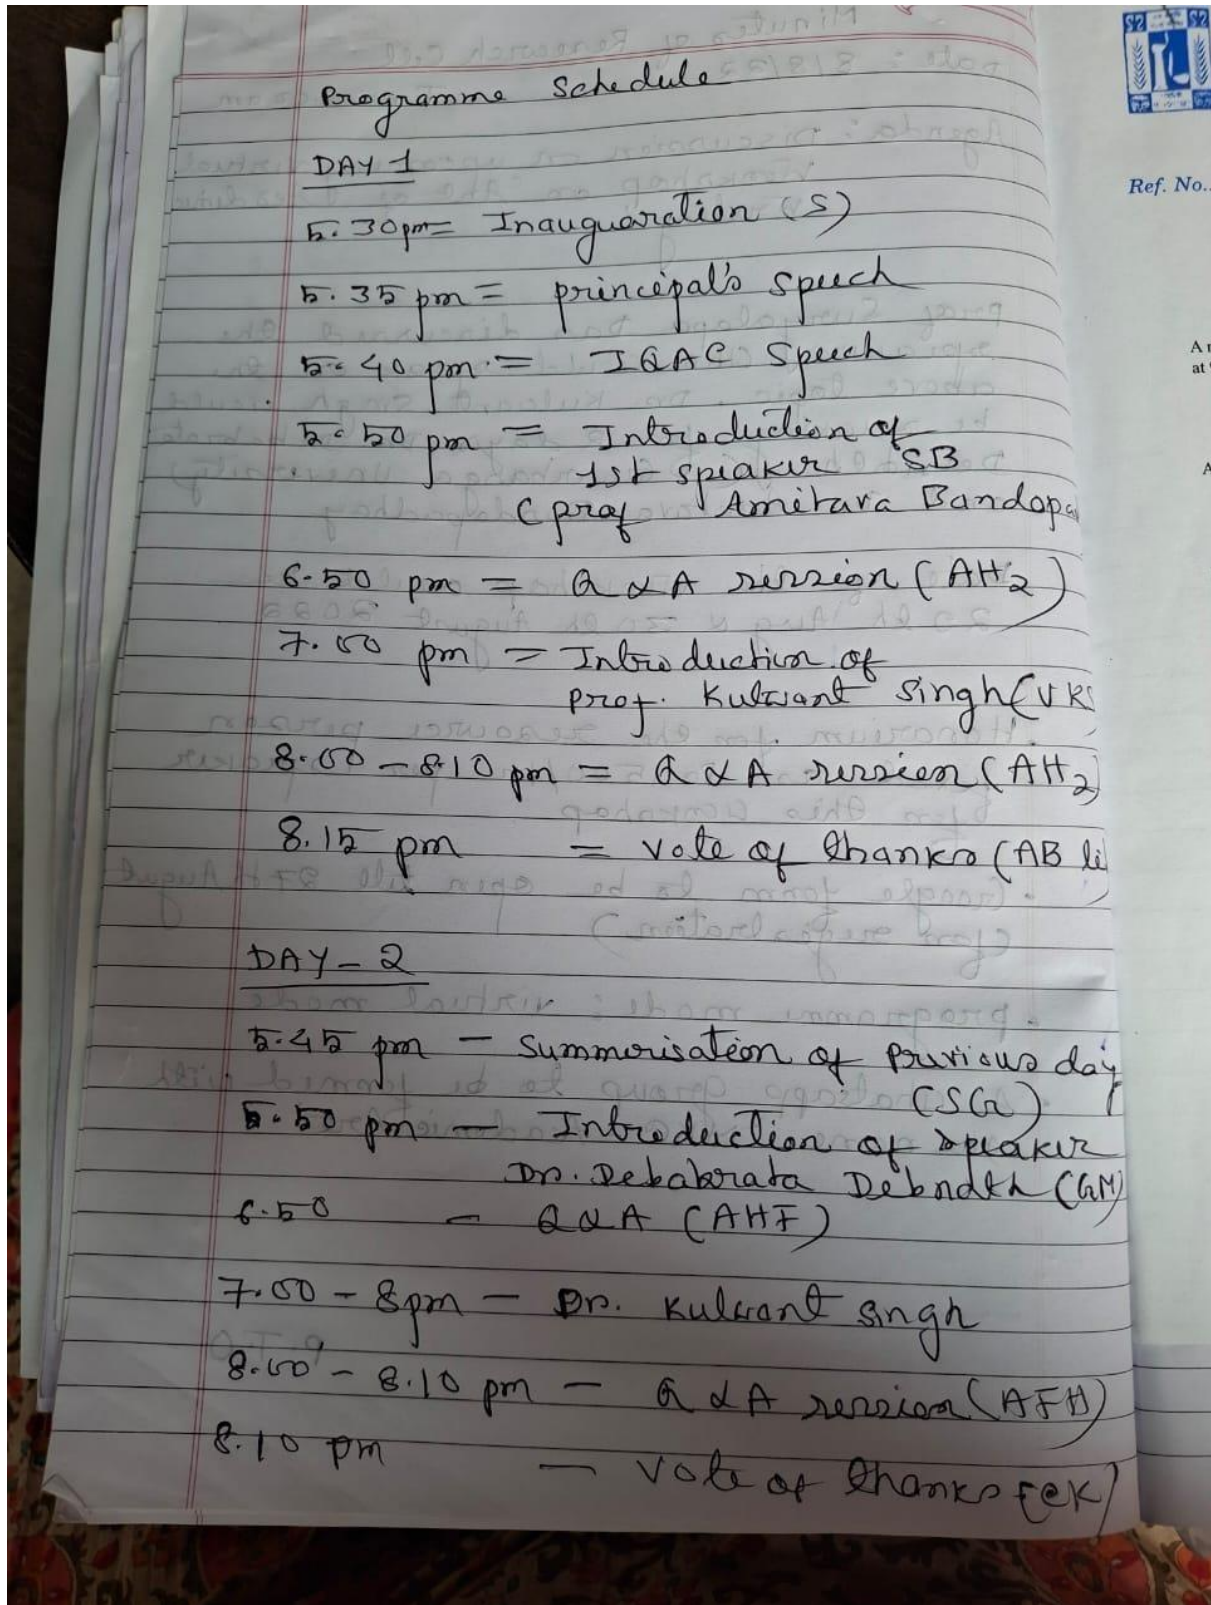 Programme Schedule
DAY 1
5.30pm = Inauguaration (S)
5.35 pm = principal's speech
5.40 pm = IQAC Speech
5.50 pm = Introduction of
1st speaker SB
(prof Amitava Bandopa
6.50 pm = Q & A session (AH2)
7.00 pm = Introduction of
prof. Kulwant Singh (VKS
8.00 - 8.10 pm = Q & A session (AH2)
8.15 pm = Vote of thanks (AB li
DAY - 2
5.45 pm - Summerisation of previous day
(SG)
5.50 pm - Introduction of speaker
Dr. Debabrata Debnath (GM)
6.50 - Q & A (AHF)
7.00 - 8pm - Dr. Kulwant Singh
8.00 - 8.10 pm - Q & A session (AFH)
8.10 pm - Vote of thanks
Ref. No..
A
at
A